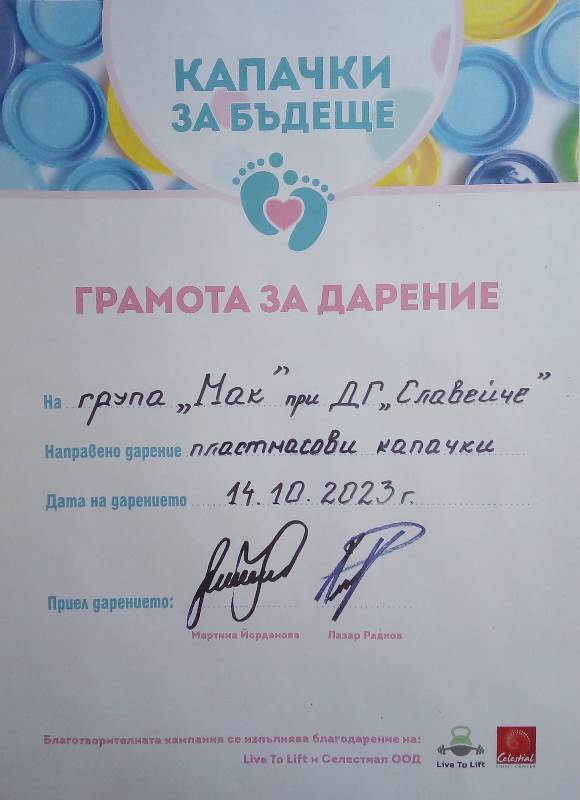 КАПАЧКИ
ЗА БЪДЕЩЕ
ГРАМОТА ЗА ДАРЕНИЕ
На група „Мак” при ДГ „Славейче”
Направено дарение пластмасови капачки
Дата на дарението 14.10.2023г.
Приел дарението:
Мартина Йорданова Лазар Радков
Благотворителната кампания се изпълнява благодарение на:
Live To Lift и Селестиал ООД
Live To Lift
Celestial